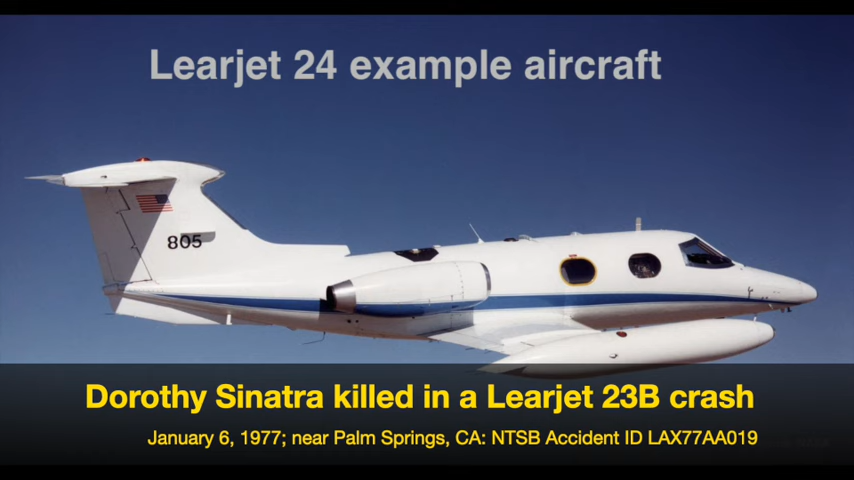 Learjet 24 example aircraft
805
Dorothy Sinatra killed in a Learjet 23B crash
January 6, 1977; near Palm Springs, CA: NTSB Accident ID LAX77AA019